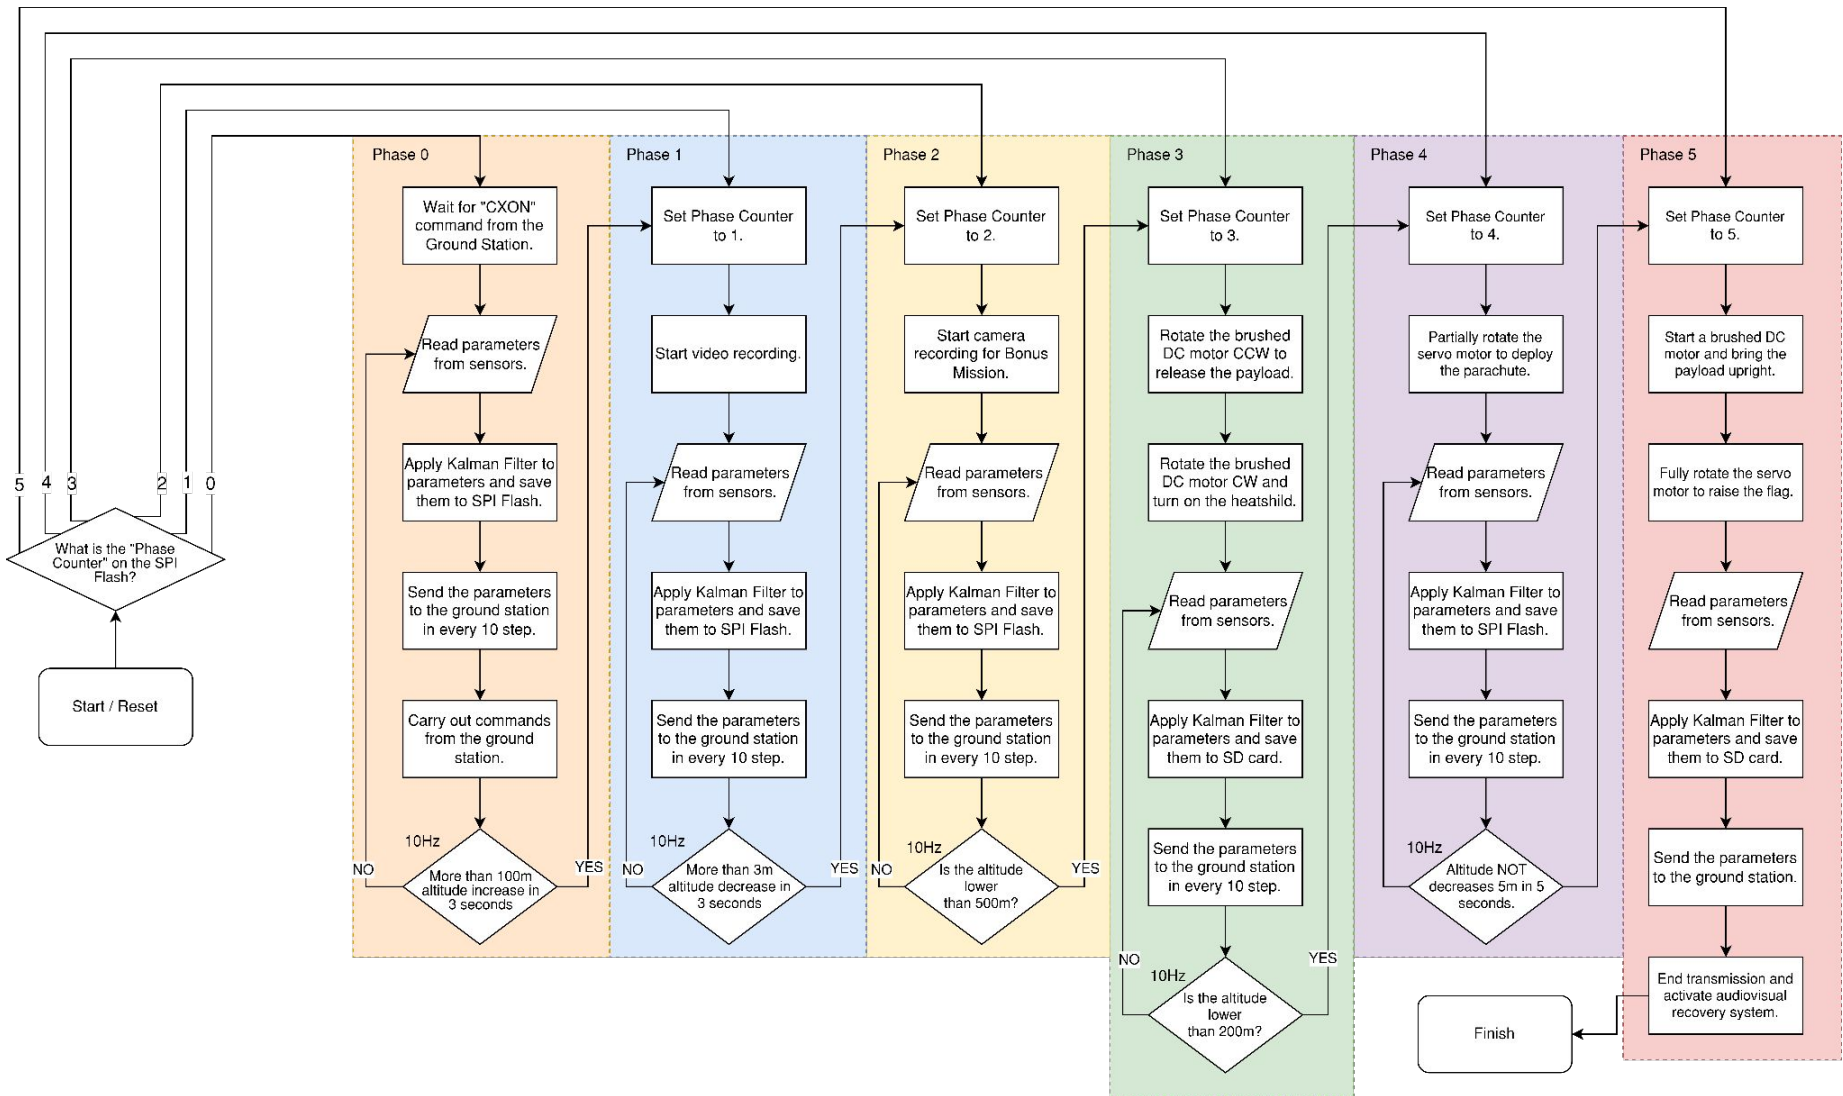 5
4
3
2
1
0
What is the "Phase
Counter" on the SPI
Flash?
Start / Reset
Phase 0
Wait for "CXON"
command from the
Ground Station.
Read parameters
from sensors.
Apply Kalman Filter to
parameters and save
them to SPI Flash.
Send the parameters
to the ground station
in every 10 step.
Carry out commands
from the ground
station.
10Hz
NO
More than 100m
altitude increase in
3 seconds
YES
Phase 1
Set Phase Counter
to 1.
Start video recording.
Read parameters
from sensors.
Apply Kalman Filter to
parameters and save
them to SPI Flash.
Send the parameters
to the ground station
in every 10 step.
10Hz
NO
More than 3m
altitude decrease in
3 seconds
YES
Phase 2
Set Phase Counter
to 2.
Start camera
recording for Bonus
Mission.
Read parameters
from sensors.
Apply Kalman Filter to
parameters and save
them to SPI Flash.
Send the parameters
to the ground station
in every 10 step.
10Hz
NO
Is the altitude
lower
than 500m?
YES
Phase 3
Set Phase Counter
to 3.
Rotate the brushed
DC motor CCW to
release the payload.
Rotate the brushed
DC motor CW and
turn on the heatshild.
Read parameters
from sensors.
Apply Kalman Filter to
parameters and save
them to SD card.
Send the parameters
to the ground station
in every 10 step.
NO
10Hz
Is the altitude
lower
than 200m?
YES
Phase 4
Set Phase Counter
to 4.
Partially rotate the
servo motor to deploy
the parachute.
Read parameters
from sensors.
Apply Kalman Filter to
parameters and save
them to SPI Flash.
Send the parameters
to the ground station
in every 10 step.
10Hz
Altitude NOT
decreases 5m in 5
seconds.
Phase 5
Set Phase Counter
to 5.
Start a brushed DC
motor and bring the
payload upright.
Fully rotate the servo
motor to raise the flag.
Read parameters
from sensors.
Apply Kalman Filter to
parameters and save
them to SD card.
Send the parameters
to the ground station.
End transmission and
activate audiovisual
recovery system.
Finish